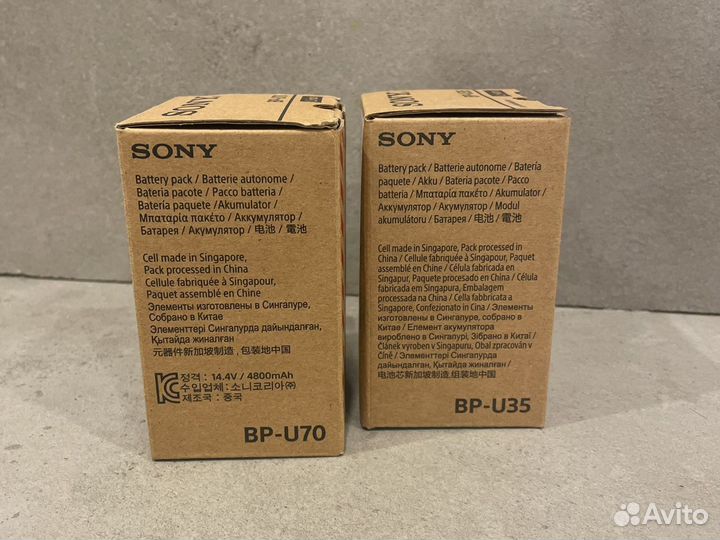 SONY
SONY
Battery pack / Batterie autonome /
Bateria pacote / Pacco batteria /
Batería paquete /Akumulator /
Μπαταρία πακέτο / Аккумулятор /
Батарея / Акумулятор / 电池 / 電池
Cell made in Singapore,
Pack processed in China
Cellule fabriquée à Singapour,
Paquet assemblé en Chine
Элементы изготовлены в Сингапуре,
Собрано в Китае
Элементтері Сингапурда дайындалған,
Қытайда жиналған
元器件新加坡制造，包装地中国
정격 : 14.4V / 4800mAh
수입업체 : 소니코리아㈜
제조국 : 중국
BP-U70
SONY
SONY
Battery pack / Batterie autonome / Batería
paquete / Akku / Bateria pacote / Pacco
batteria / Μπαταρία πακέτο / Akumulator /
Аккумулятор / Акумулятор / Modul
akumulátoru / Батарея / 电池 / 電池
Cell made in Singapore, Pack processed in
China / Cellule fabriquée à Singapour, Paquet
assemblé en Chine / Célula fabricada en
Singapur, Paquete procesado en China / Célula
fabricada em Singapura, Embalagem
processada na China / Cella fabbricata a
Singapore, Confezionato in Cina / Элементы
изготовлены в Сингапуре, собрано в
Китае / Елемент акумулятора
вироблено в Сінгапурі, Зібрано в Китаї /
Článek výroben v Singapuru, Obal zpracován v
Číně / Элементтері Сингапурда
дайындалған, Қытайда жиналған /
电池芯新加坡制造,组装地中国
BP-U35
Avito